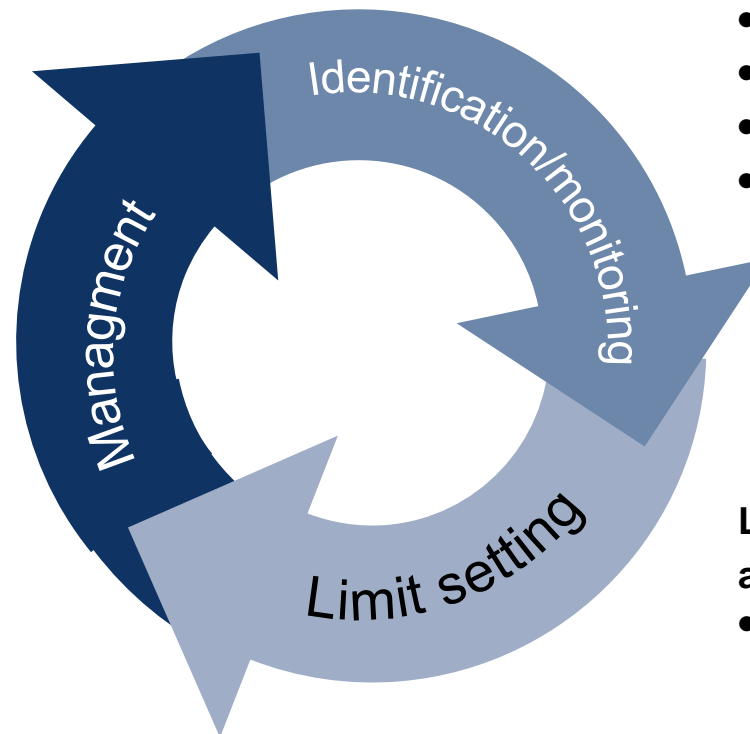 Identification/monitoring
Managment
Limit setting
L
a